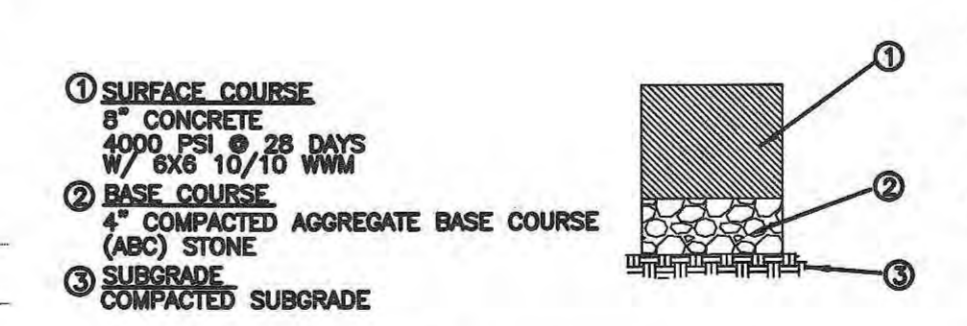 ① SURFACE COURSE
8" CONCRETE
4000 PSI @ 28 DAYS
W/ 6X6 10/10 WWM
② BASE COURSE
4" COMPACTED AGGREGATE BASE COURSE
(ABC) STONE
③ SUBGRADE
COMPACTED SUBGRADE
①
②
③